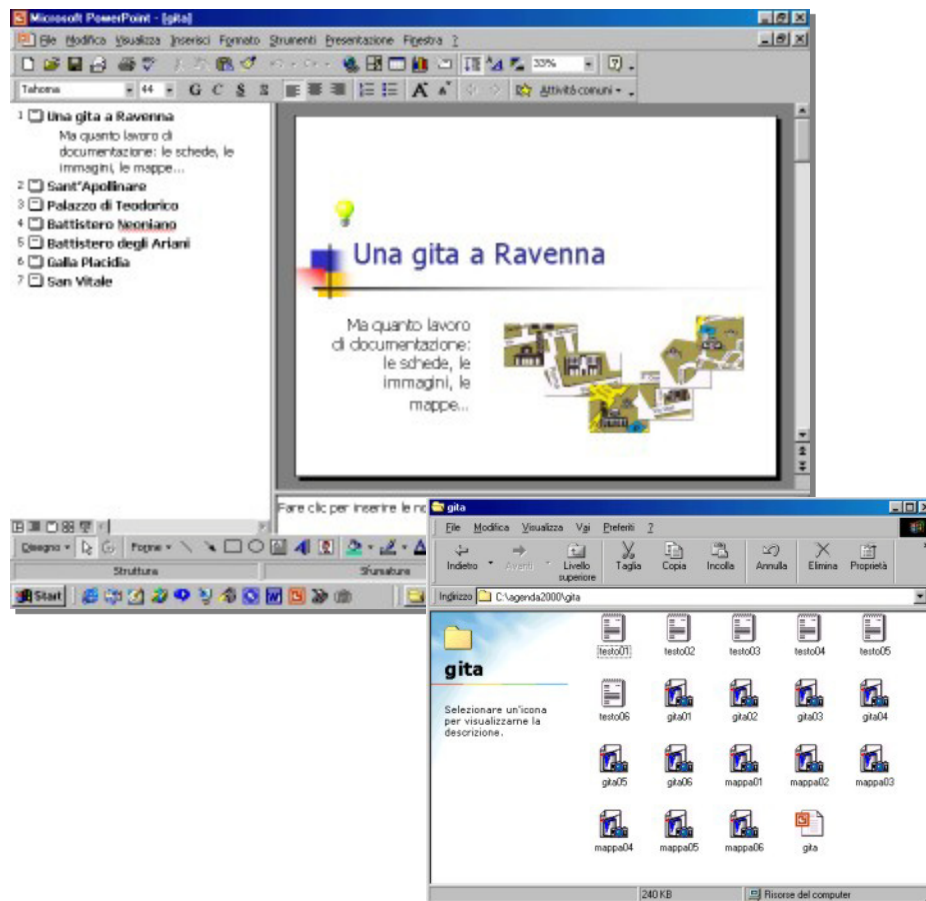 Microsoft PowerPoint - [gita]
File Modifica Visualizza Inserisci Formato Strumenti Presentazione Finestra ?
33%
Tahoma 44 G C S S A A Attività comuni
1 Una gita a Ravenna
Ma quanto lavoro di
documentazione: le schede, le
immagini, le mappe...
2 Sant'Apollinare
3 Palazzo di Teodorico
4 Battistero Neoniano
5 Battistero degli Ariani
6 Galla Placidia
7 San Vitale
Una gita a Ravenna
Ma quanto lavoro
di documentazione:
le schede, le
immagini, le
mappe...
Fare clic per inserire le no
Disegno Forme
Struttura Sfumature
Start
gita
File Modifica Visualizza Vai Preferiti ?
Indietro Avanti Livello superiore Taglia Copia Incolla Annulla Elimina Proprietà
Indirizzo C:\agenda2000\gita
gita
Selezionare un'icona
per visualizzarne la
descrizione.
testo01 testo02 testo03 testo04 testo05
testo06 gita01 gita02 gita03 gita04
gita05 gita06 mappa01 mappa02 mappa03
mappa04 mappa05 mappa06 gita
240 KB Risorse del computer